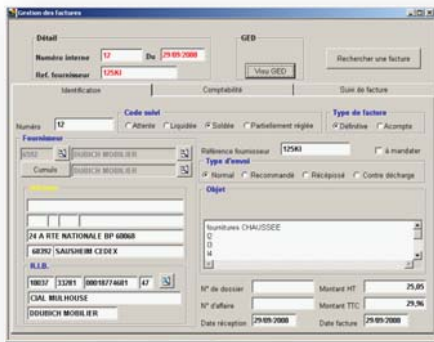 Gestion des factures
Détail
Numéro interne 12 Du 29/09/2008
Ref. fournisseur 125KI
GED
Visu GED
Rechercher une facture
Identification Comptabilité Suivi de facture
Numéro 12
Code suivi
Attente Liquidée Soldée Partiellement réglée
Type de facture
Définitive Acompte
Fournisseur
DUBICH MOBILIER
Cumuls DUBICH MOBILIER
Référence fournisseur 125KI à mandater
Type d'envoi
Normal Recommandé Récépissé Contre décharge
24 A RTE NATIONALE BP 60068
68392 SAUSHEIM CEDEX
Objet
fournitures CHAUSSEE
l2
l3
l4
R.I.B.
10037 33281 00018774601 47
CIAL MULHOUSE
DDUBICH MOBILIER
N° de dossier Montant HT 25,05
N° d'affaire Montant TTC 29,96
Date réception 29/09/2008 Date facture 29/09/2008